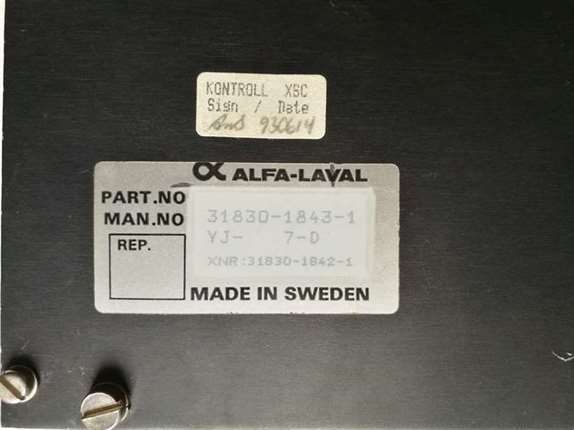 KONTROLL XSC
Sign / Date
AnS 930614
ALFA-LAVAL
PART.NO 31830-1843-1
MAN.NO YJ- 7-D
REP. XNR:31830-1842-1
MADE IN SWEDEN